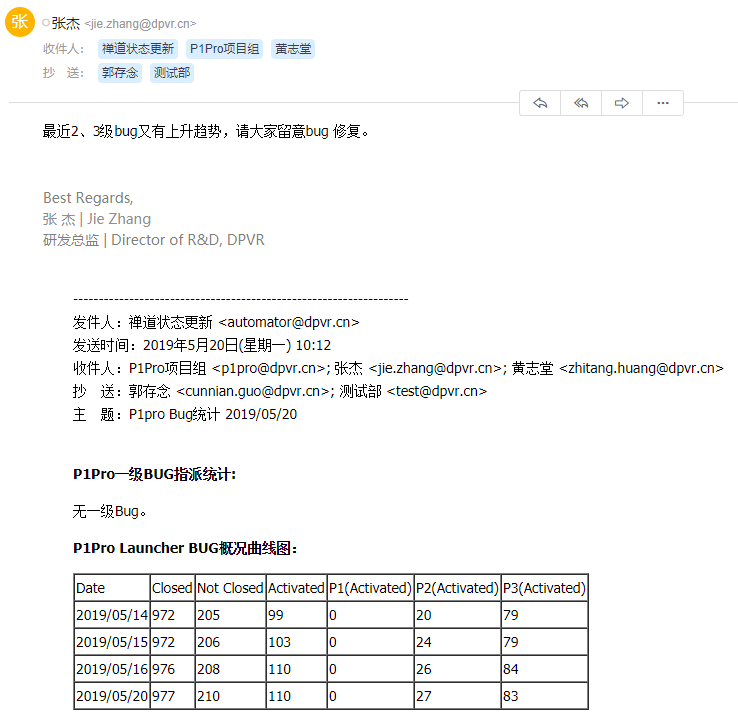 张
张杰 <jie.zhang@dpvr.cn>
收件人： 禅道状态更新 P1Pro项目组 黄志堂
抄 送： 郭存念 测试部
最近2、3级bug又有上升趋势，请大家留意bug 修复。
Best Regards,
张 杰 | Jie Zhang
研发总监 | Director of R&D, DPVR
------------------------------------------------------------------
发件人：禅道状态更新 <automator@dpvr.cn>
发送时间：2019年5月20日(星期一) 10:12
收件人：P1Pro项目组 <p1pro@dpvr.cn>; 张杰 <jie.zhang@dpvr.cn>; 黄志堂 <zhitang.huang@dpvr.cn>
抄 送：郭存念 <cunnian.guo@dpvr.cn>; 测试部 <test@dpvr.cn>
主 题：P1pro Bug统计 2019/05/20
P1Pro一级BUG指派统计:
无一级Bug。
P1Pro Launcher BUG概况曲线图：
Date Closed Not Closed Activated P1(Activated) P2(Activated) P3(Activated)
2019/05/14 972 205 99 0 20 79
2019/05/15 972 206 103 0 24 79
2019/05/16 976 208 110 0 26 84
2019/05/20 977 210 110 0 27 83